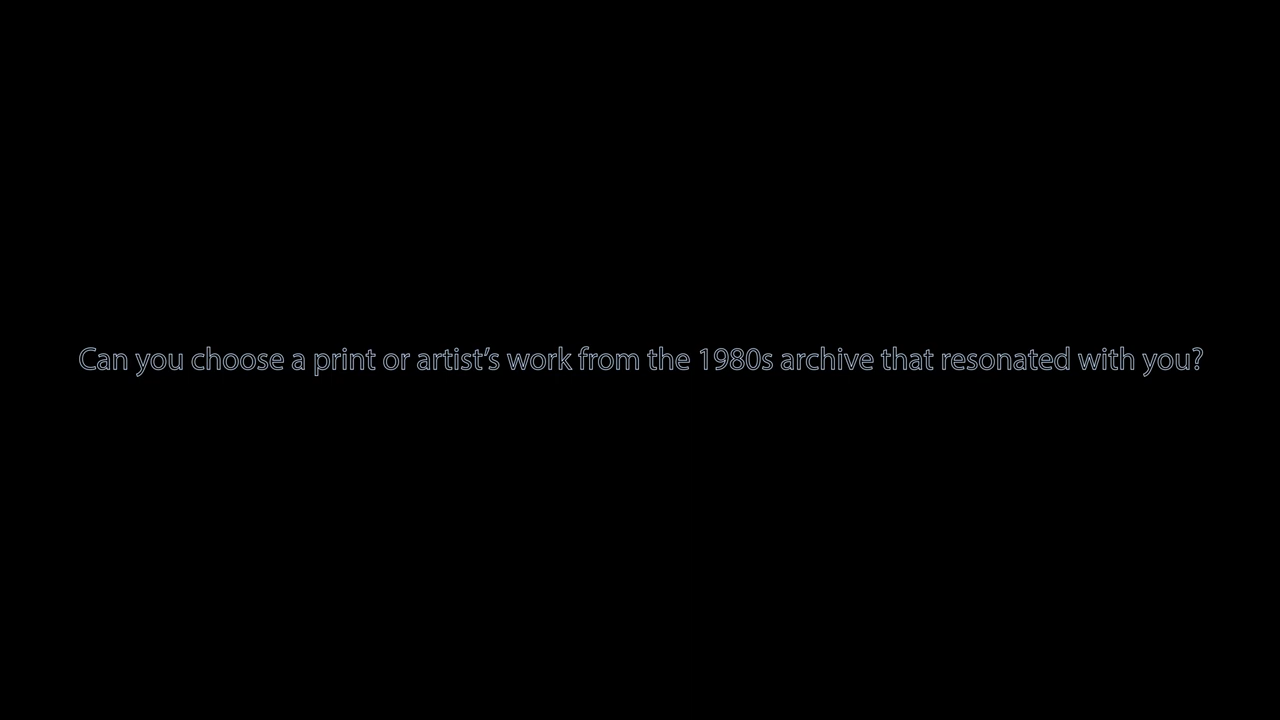 Can you choose a print or artist’s work from the 1980s archive that resonated with you?